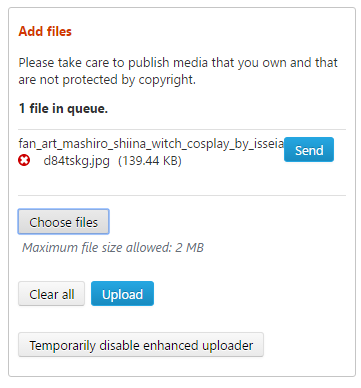 Add files
Please take care to publish media that you own and that
are not protected by copyright.
1 file in queue.
fan_art_mashiro_shiina_witch_cosplay_by_isseia
Send
d84tskg.jpg (139.44 KB)
Choose files
Maximum file size allowed: 2 MB
Clear all
Upload
Temporarily disable enhanced uploader